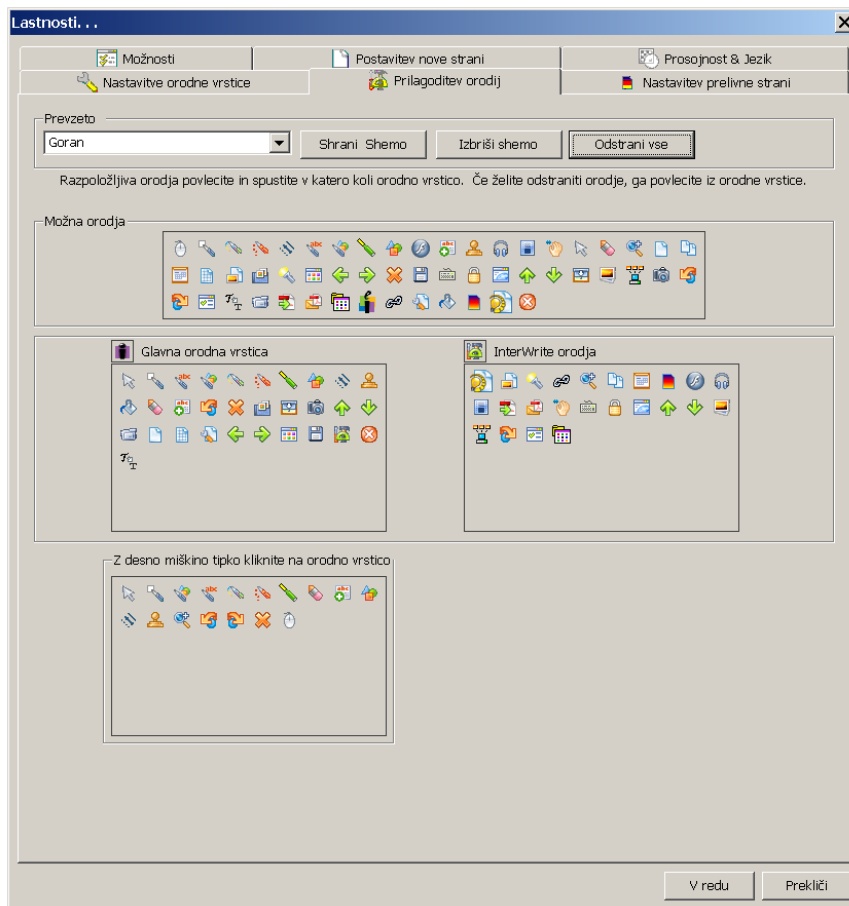 Lastnosti. . .
Možnosti
Postavitev nove strani
Prosojnost & Jezik
Nastavitve orodne vrstice
Prilagoditev orodij
Nastavitev prelivne strani
Prevzeto
Goran
Shrani Shemo
Izbriši shemo
Odstrani vse
Razpoložljiva orodja povlecite in spustite v katero koli orodno vrstico. Če želite odstraniti orodje, ga povlecite iz orodne vrstice.
Možna orodja
Glavna orodna vrstica
InterWrite orodja
Z desno miškino tipko kliknite na orodno vrstico
V redu
Prekliči